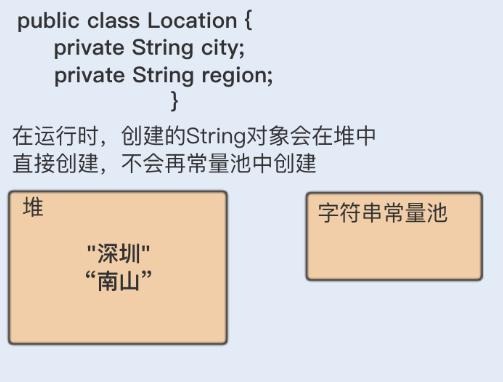 public class Location {
private String city;
private String region;
}
在运行时，创建的String对象会在堆中
直接创建，不会再常量池中创建
堆
字符串常量池
"深圳"
“南山”